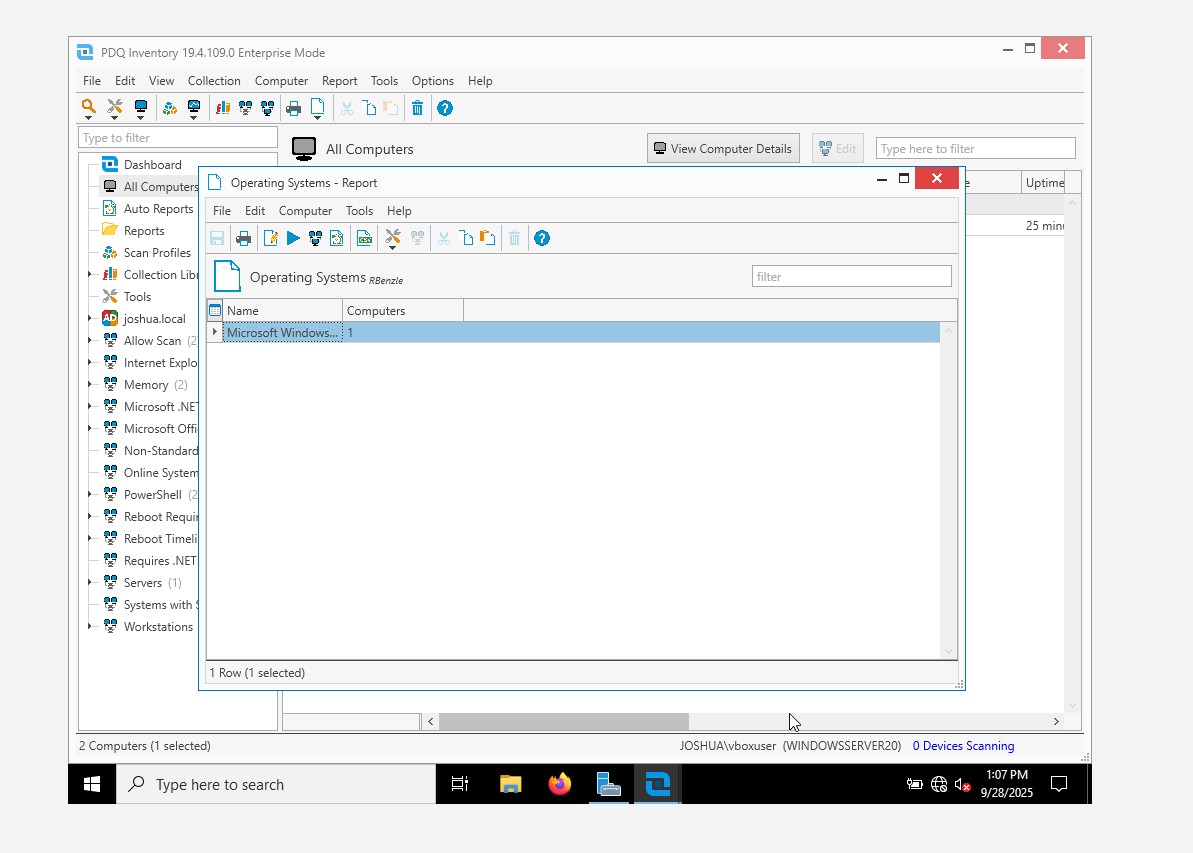 PDQ Inventory 19.4.109.0 Enterprise Mode
File Edit View Collection Computer Report Tools Options Help
Type to filter
All Computers
View Computer Details
Edit
Type here to filter
Dashboard
All Computers
Auto Reports
Reports
Scan Profiles
Collection Libr
Tools
joshua.local
Allow Scan (2
Internet Explo
Memory (2)
Microsoft .NET
Microsoft Offi
Non-Standard
Online System
PowerShell (2
Reboot Requir
Reboot Timeli
Requires .NET
Servers (1)
Systems with S
Workstations
Uptime
25 minu
Operating Systems - Report
File Edit Computer Tools Help
CSV
Operating Systems RBenzle
filter
Name Computers
Microsoft Windows... 1
1 Row (1 selected)
2 Computers (1 selected)
JOSHUA\vboxuser (WINDOWSSERVER20) 0 Devices Scanning
Type here to search
1:07 PM
9/28/2025